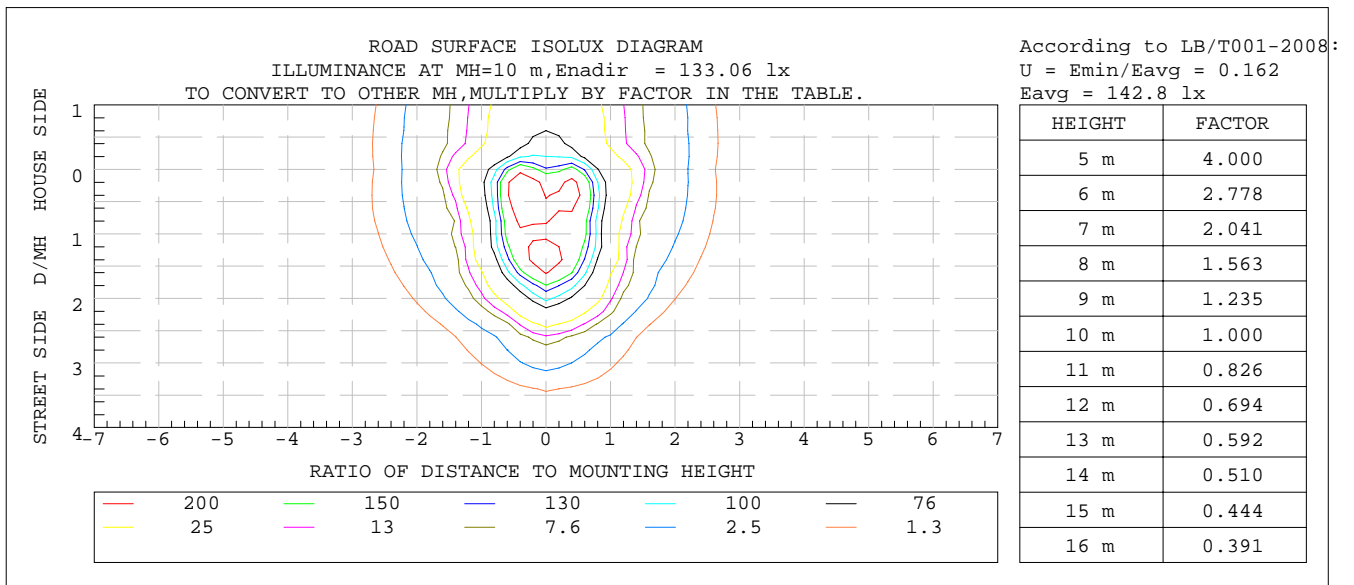 ROAD SURFACE ISOLUX DIAGRAM
ILLUMINANCE AT MH=10 m,Enadir = 133.06 lx
TO CONVERT TO OTHER MH,MULTIPLY BY FACTOR IN THE TABLE.
STREET SIDE D/MH HOUSE SIDE
1
0
1
2
3
4
-7 -6 -5 -4 -3 -2 -1 0 1 2 3 4 5 6 7
RATIO OF DISTANCE TO MOUNTING HEIGHT
200 150 130 100 76
25 13 7.6 2.5 1.3
According to LB/T001-2008:
U = Emin/Eavg = 0.162
Eavg = 142.8 lx
HEIGHT FACTOR
5 m 4.000
6 m 2.778
7 m 2.041
8 m 1.563
9 m 1.235
10 m 1.000
11 m 0.826
12 m 0.694
13 m 0.592
14 m 0.510
15 m 0.444
16 m 0.391